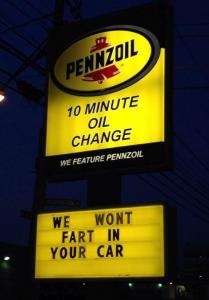 PENNZOIL
10 MINUTE
OIL
CHANGE
WE FEATURE PENNZOIL
WE WONT
FART IN
YOUR CAR